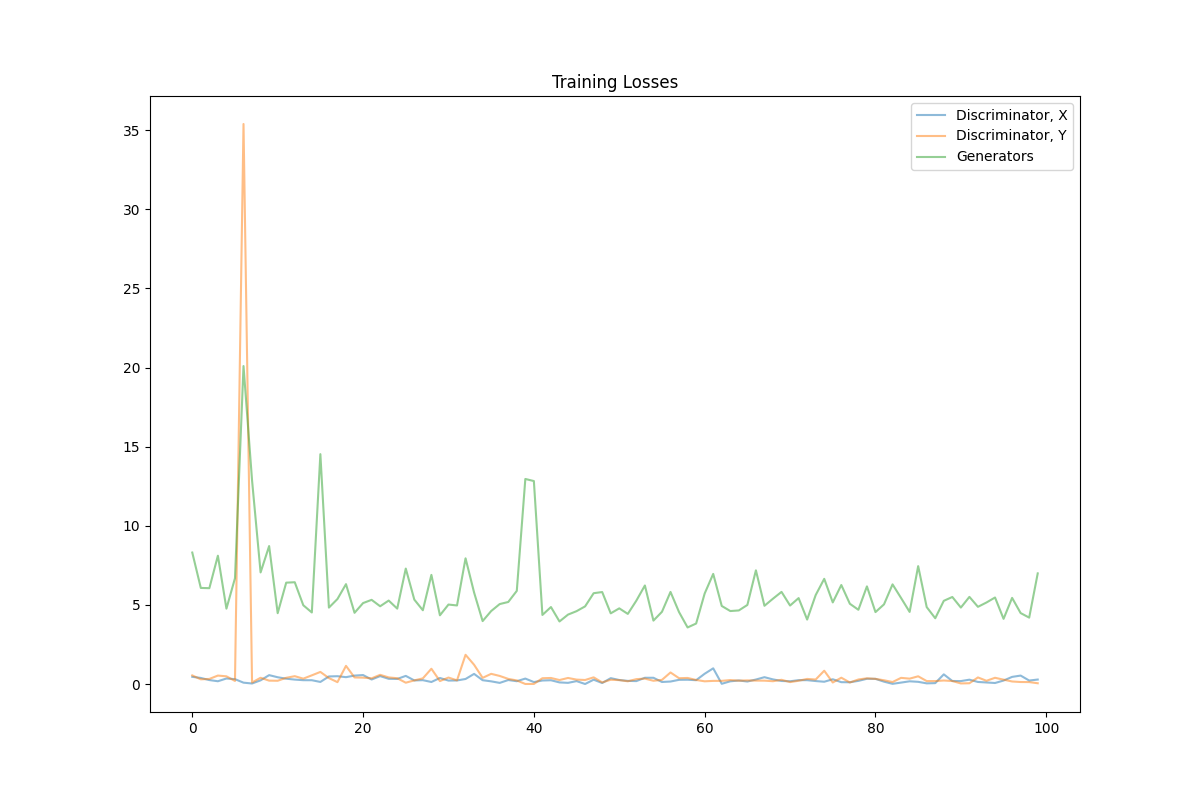 Training Losses
Discriminator, X
Discriminator, Y
Generators
35
30
25
20
15
10
5
0
0 20 40 60 80 100